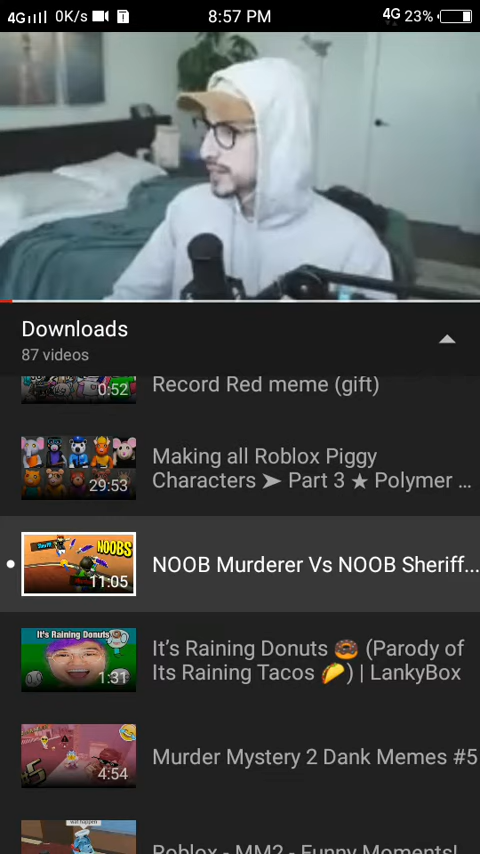 4G 0K/s 8:57 PM 4G 23%
Downloads
87 videos
0:52
Record Red meme (gift)
29:53
Making all Roblox Piggy
Characters ➤ Part 3 ★ Polymer ...
NOOBS
11:05
NOOB Murderer Vs NOOB Sheriff...
It's Raining Donuts
1:31
It's Raining Donuts 🍩 (Parody of
Its Raining Tacos 🌮) | LankyBox
4:54
Murder Mystery 2 Dank Memes #5
Roblox - MM2 - Funny Moments!